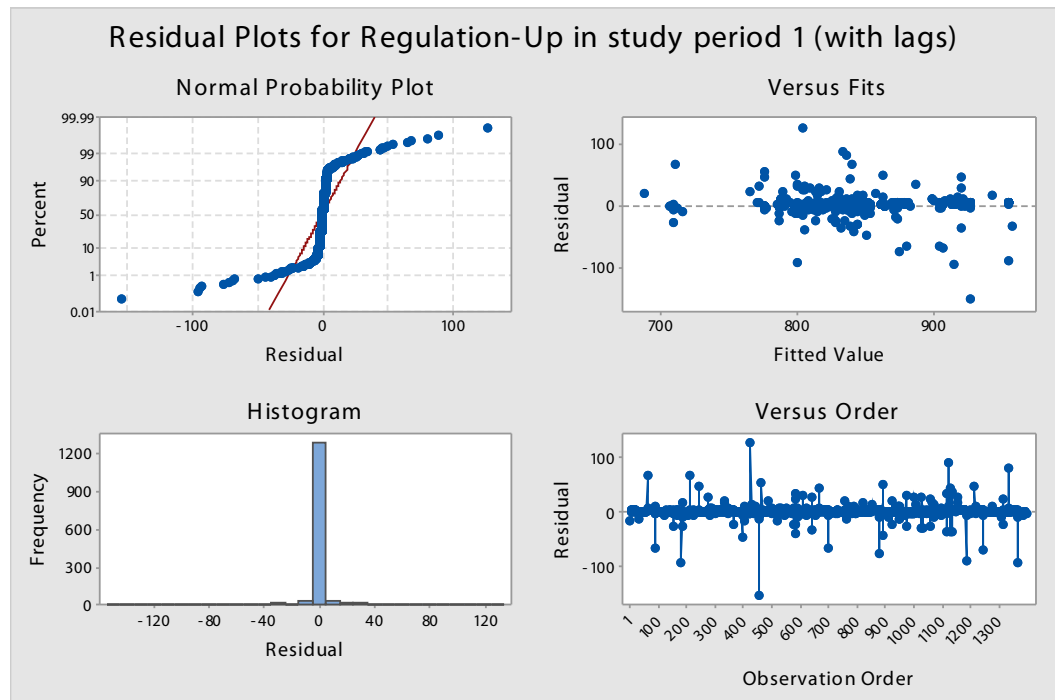 Residual Plots for Regulation-Up in study period 1 (with lags)
Normal Probability Plot
99.99
99
90
50
10
1
0.01
Percent
-100 0 100
Residual
Versus Fits
100
0
-100
Residual
700 800 900
Fitted Value
Histogram
1200
900
600
300
0
Frequency
-120 -80 -40 0 40 80 120
Residual
Versus Order
100
0
-100
Residual
1 100 200 300 400 500 600 700 800 900 1000 1100 1200 1300
Observation Order